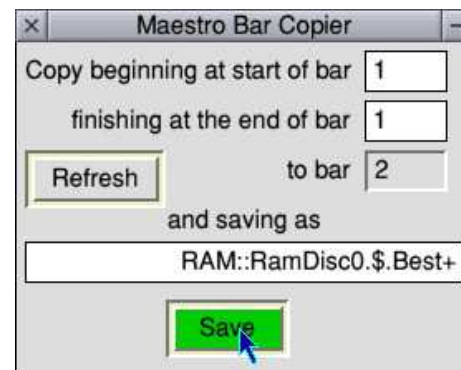 Maestro Bar Copier
Copy beginning at start of bar 1
finishing at the end of bar 1
Refresh to bar 2
and saving as
RAM::RamDisc0.$.Best+
Save